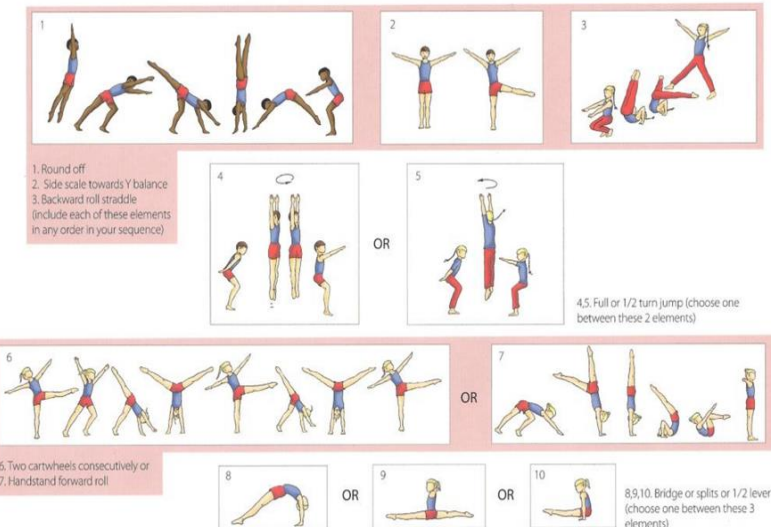 1
2
3
1. Round off
2. Side scale towards Y balance
3. Backward roll straddle
(include each of these elements
in any order in your sequence)
4
OR
5
4,5. Full or 1/2 turn jump (choose one
between these 2 elements)
6
OR
7
6. Two cartwheels consecutively or
7. Handstand forward roll
8
OR
9
OR
10
8,9,10. Bridge or splits or 1/2 lever
(choose one between these 3
elements)